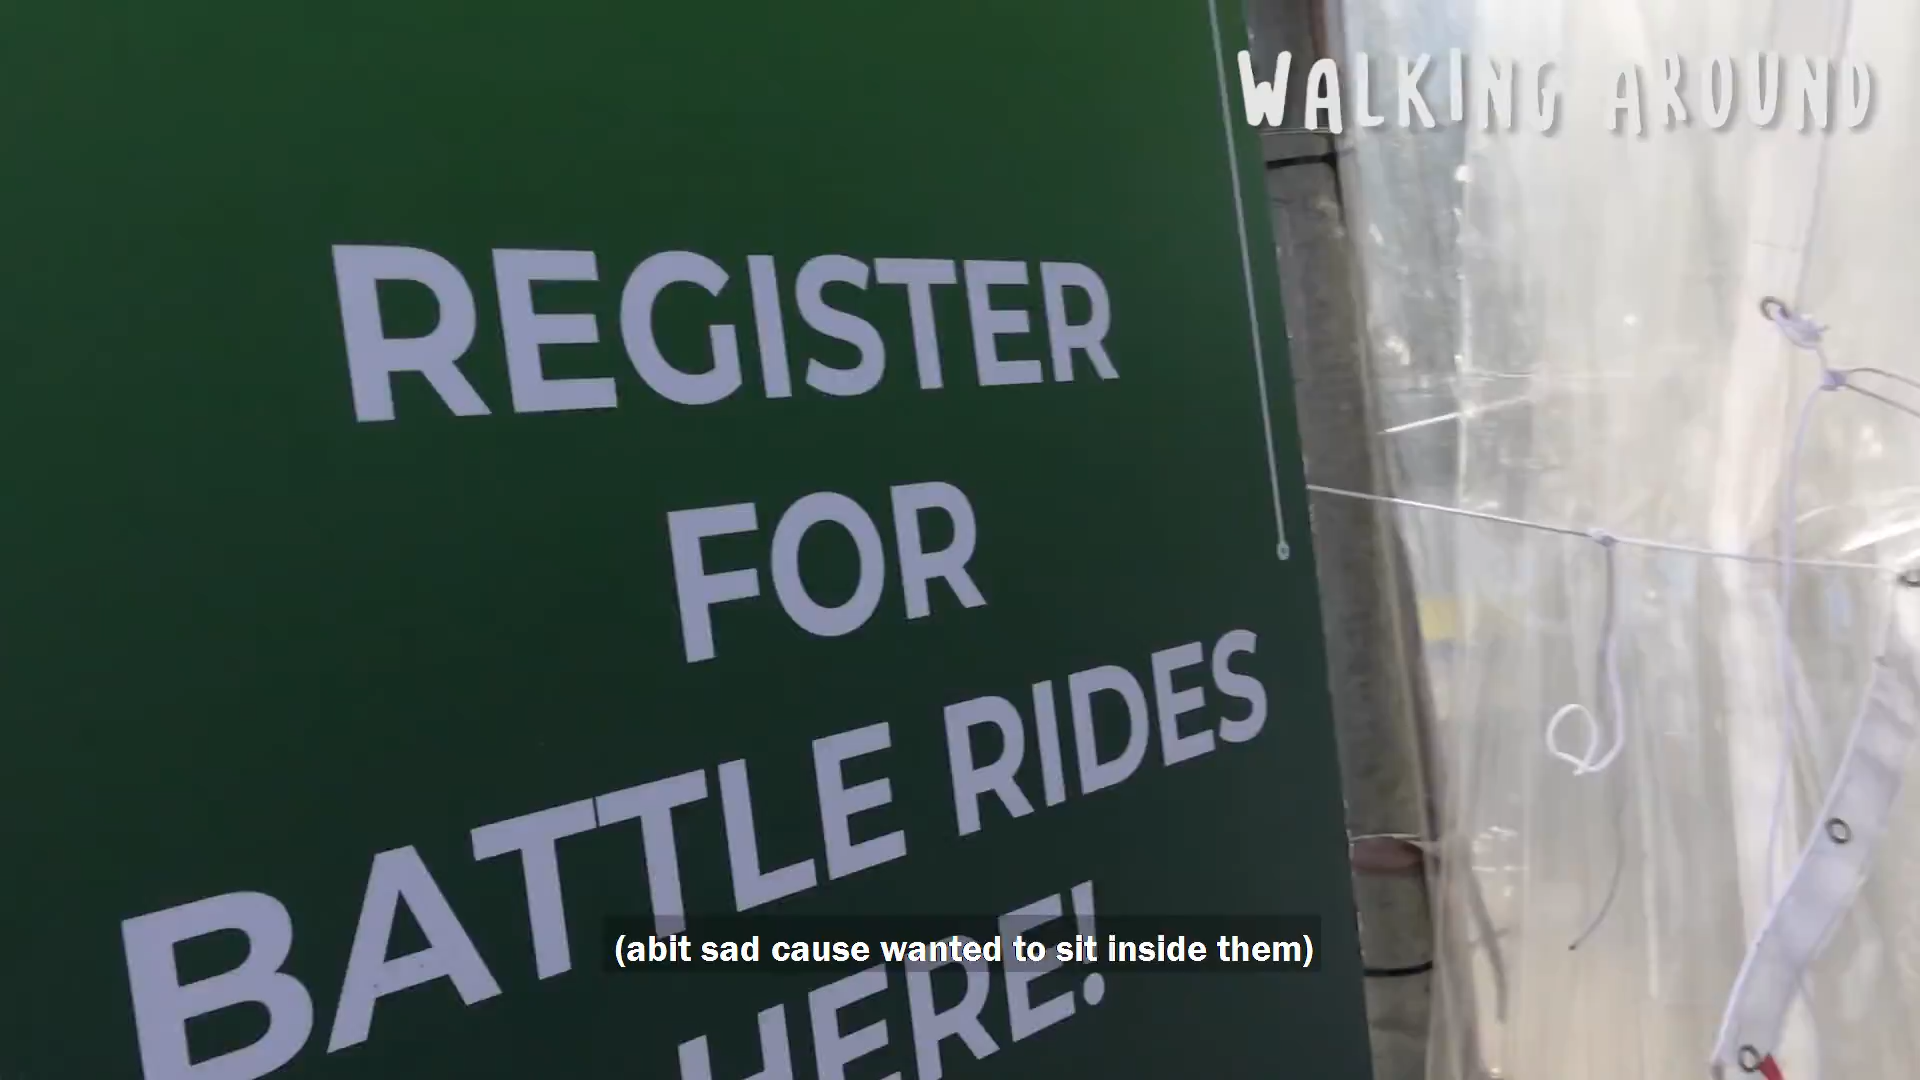 WALKING AROUND
REGISTER
FOR
BATTLE RIDES
HERE!
(abit sad cause wanted to sit inside them)